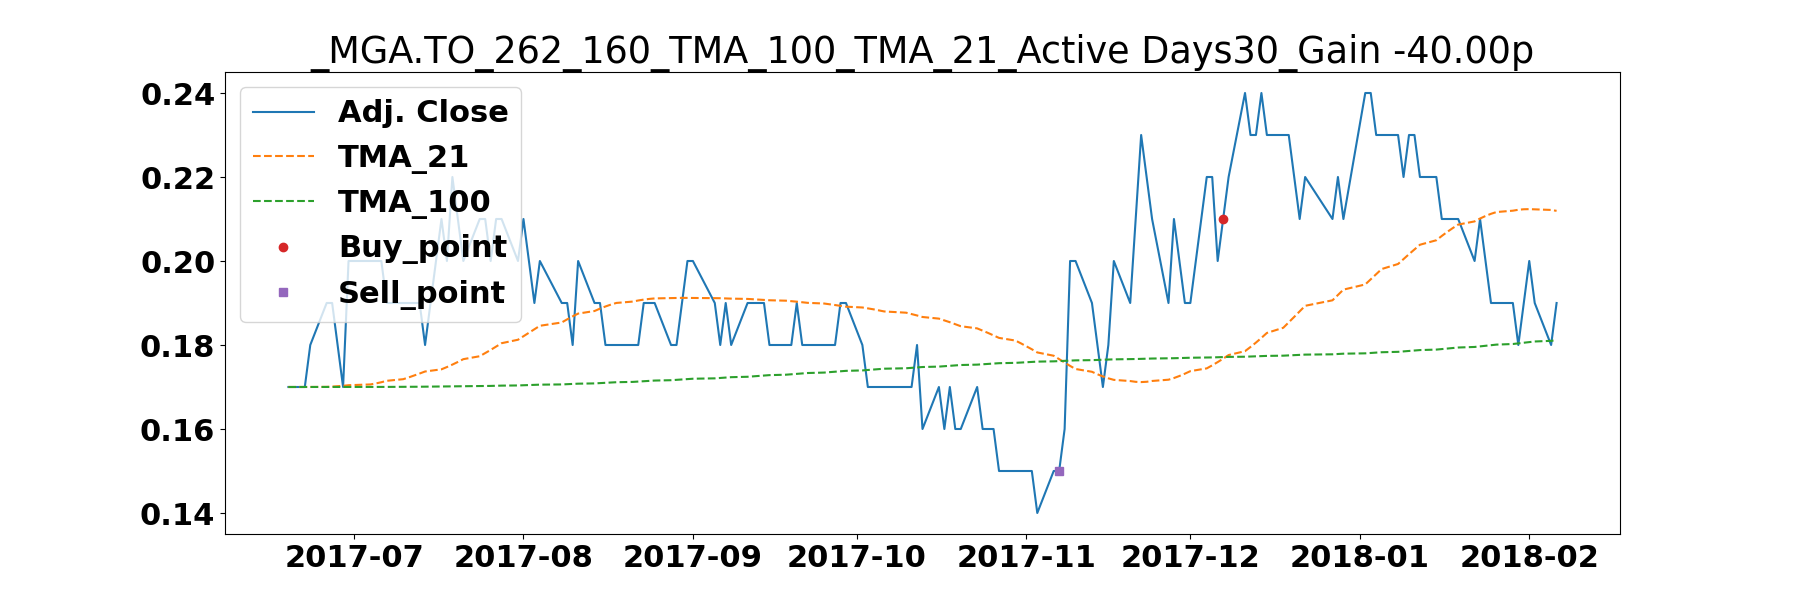 _MGA.TO_262_160_TMA_100_TMA_21_Active Days30_Gain -40.00p
0.24
0.22
0.20
0.18
0.16
0.14
Adj. Close
TMA_21
TMA_100
Buy_point
Sell_point
2017-07 2017-08 2017-09 2017-10 2017-11 2017-12 2018-01 2018-02